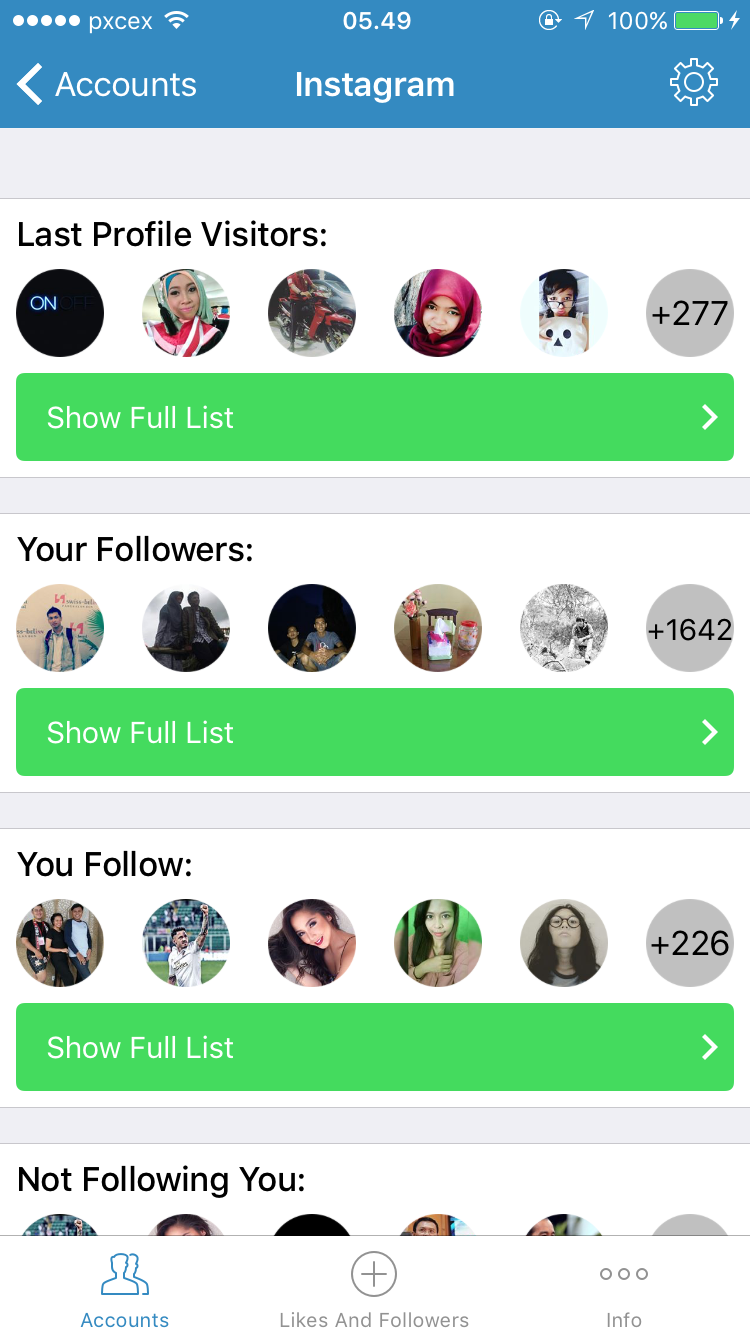 pxcex 05.49 100%
Accounts Instagram
Last Profile Visitors:
ON OFF
+277
Show Full List
Your Followers:
+1642
Show Full List
You Follow:
+226
Show Full List
Not Following You:
Accounts Likes And Followers Info